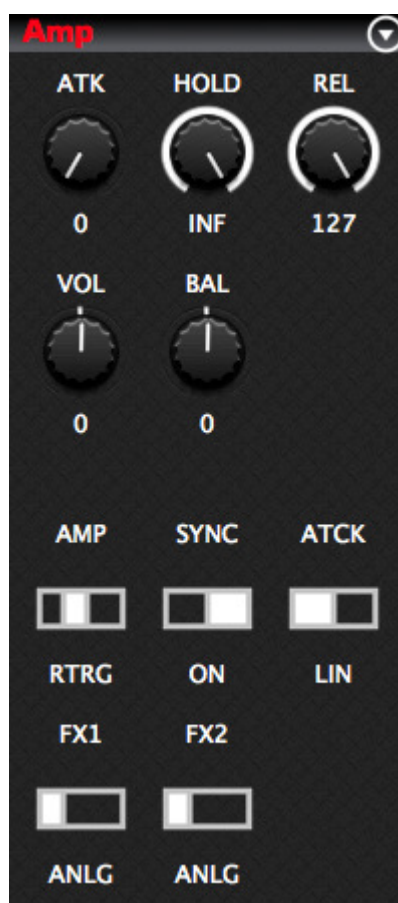 Amp
ATK HOLD REL
0 INF 127
VOL BAL
0 0
AMP SYNC ATCK
RTRG ON LIN
FX1 FX2
ANLG ANLG